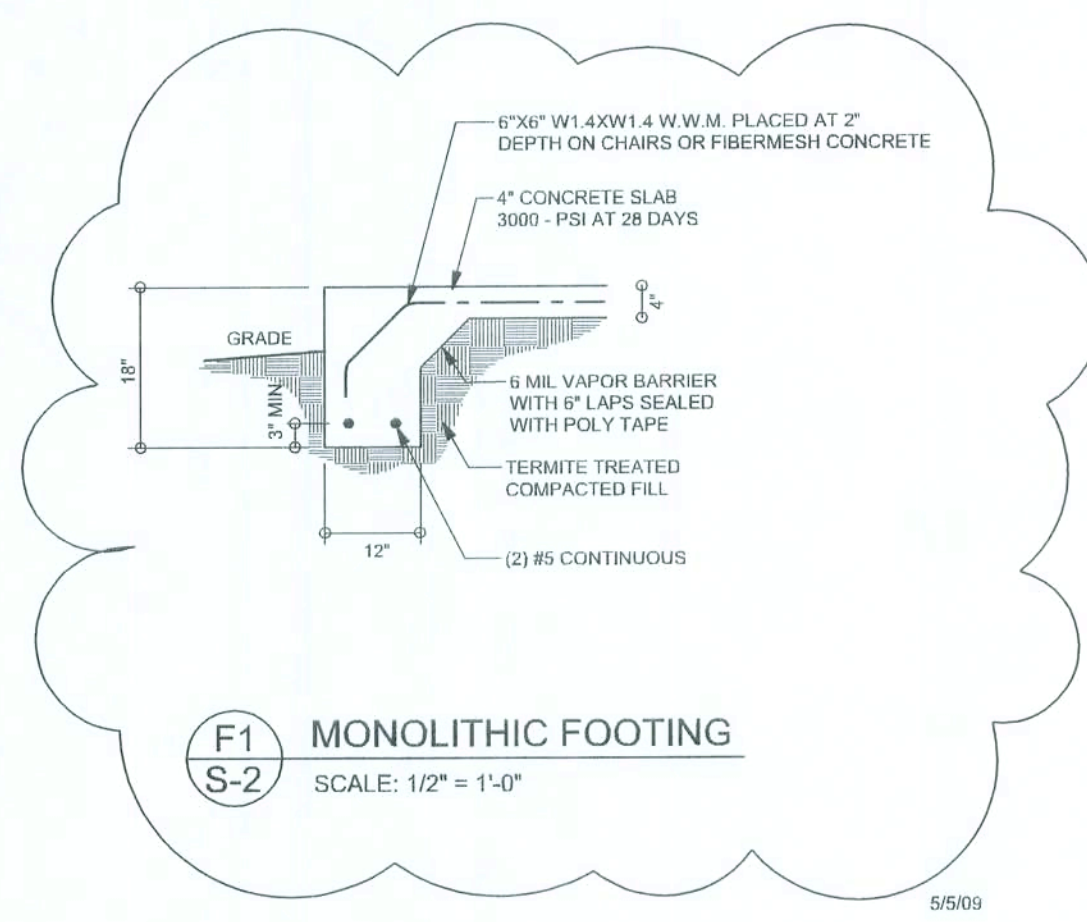 6"X6" W1.4XW1.4 W.W.M. PLACED AT 2"
DEPTH ON CHAIRS OR FIBERMESH CONCRETE
4" CONCRETE SLAB
3000 - PSI AT 28 DAYS
4"
GRADE
18"
3" MIN
6 MIL VAPOR BARRIER
WITH 6" LAPS SEALED
WITH POLY TAPE
TERMITE TREATED
COMPACTED FILL
12"
(2) #5 CONTINUOUS
F1
S-2
MONOLITHIC FOOTING
SCALE: 1/2" = 1'-0"
5/5/09